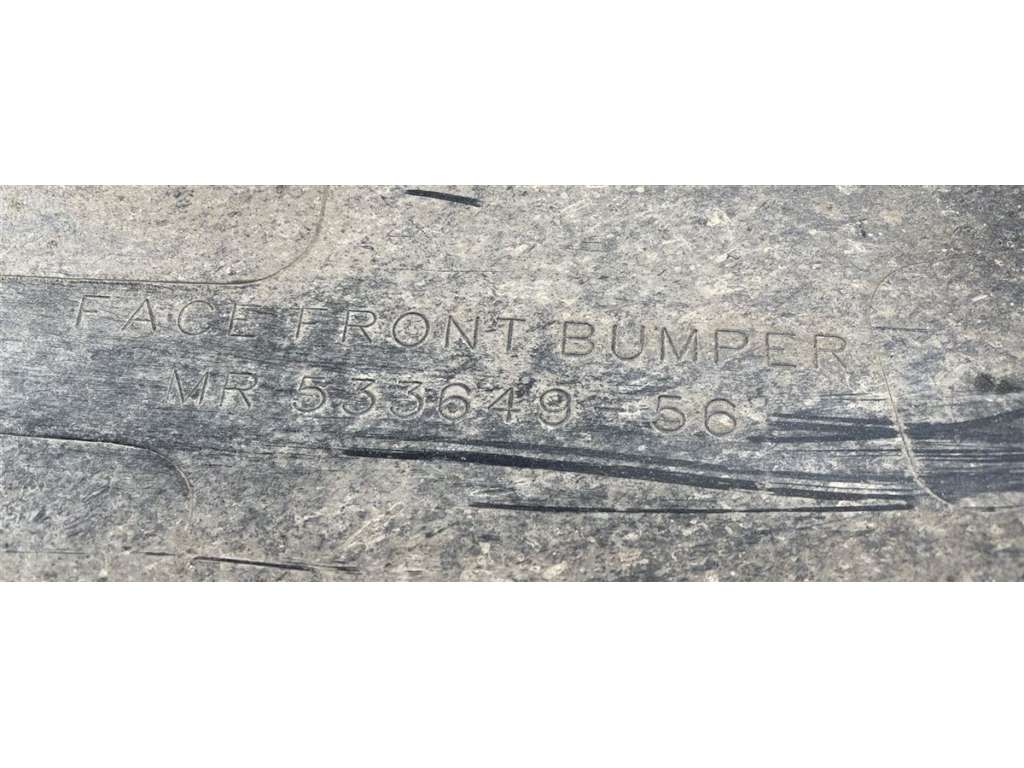 FACE FRONT BUMPER
MR 533649-56